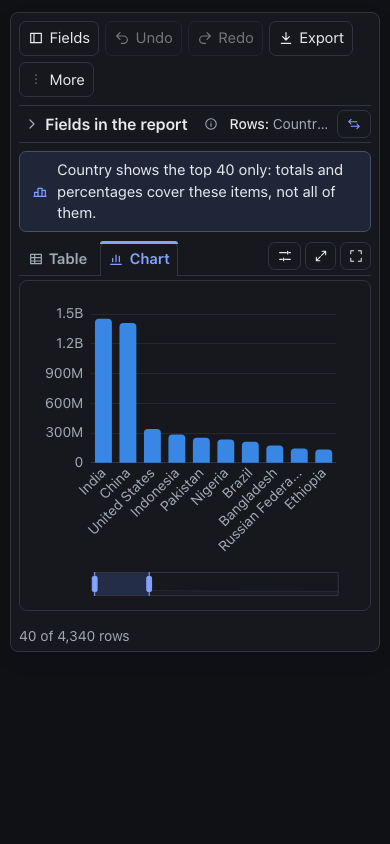 Fields Undo Redo Export
More
Fields in the report Rows: Countr...
Country shows the top 40 only: totals and
percentages cover these items, not all of
them.
Table Chart
1.5B
1.2B
900M
600M
300M
0
India
China
United States
Indonesia
Pakistan
Nigeria
Brazil
Bangladesh
Russian Federa...
Ethiopia
40 of 4,340 rows